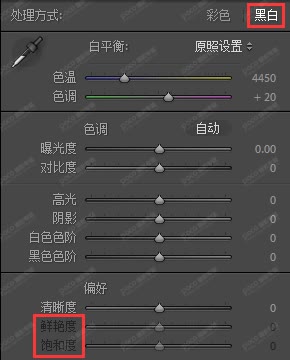 处理方式: 彩色 黑白
白平衡: 原照设置
色温 4450
色调 + 20
色调 自动
曝光度 0.00
对比度 0
高光 0
阴影 0
白色色阶 0
黑色色阶 0
偏好
清晰度 0
鲜艳度 0
饱和度 0